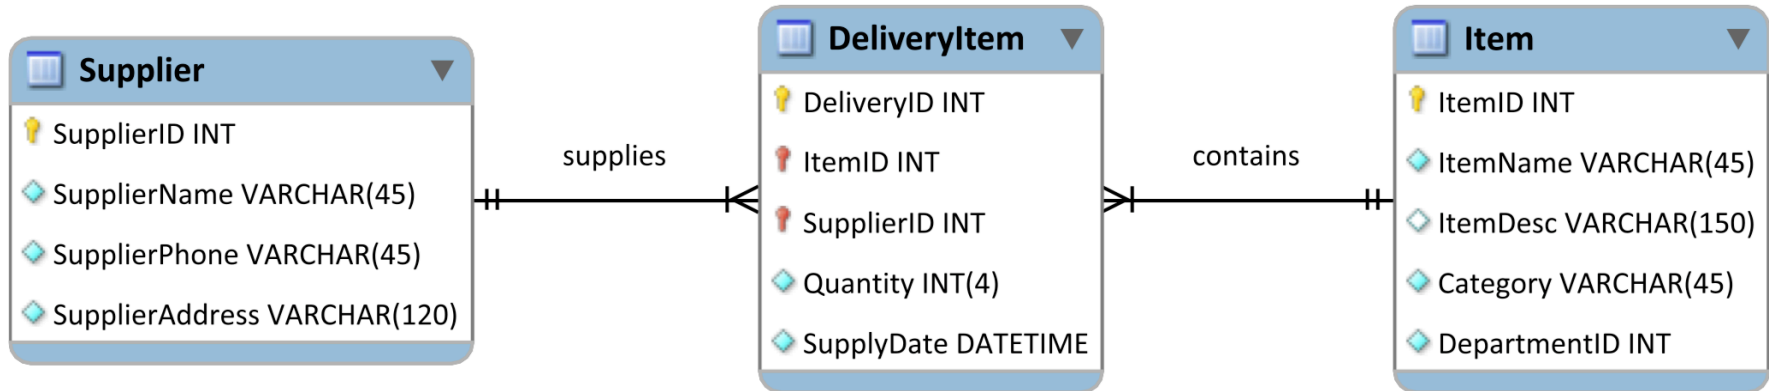 Supplier
SupplierID INT
SupplierName VARCHAR(45)
SupplierPhone VARCHAR(45)
SupplierAddress VARCHAR(120)
supplies
DeliveryItem
DeliveryID INT
ItemID INT
SupplierID INT
Quantity INT(4)
SupplyDate DATETIME
contains
Item
ItemID INT
ItemName VARCHAR(45)
ItemDesc VARCHAR(150)
Category VARCHAR(45)
DepartmentID INT